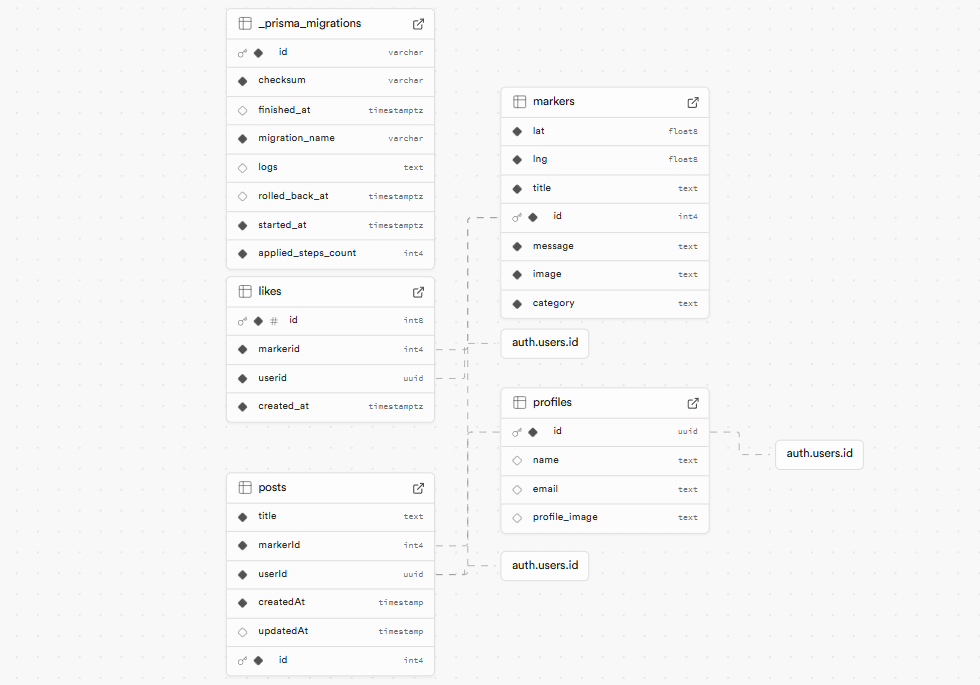 _prisma_migrations
id varchar
checksum varchar
finished_at timestamptz
migration_name varchar
logs text
rolled_back_at timestamptz
started_at timestamptz
applied_steps_count int4
likes
# id int8
markerid int4
userid uuid
created_at timestamptz
posts
title text
markerId int4
userId uuid
createdAt timestamp
updatedAt timestamp
id int4
markers
lat float8
lng float8
title text
id int4
message text
image text
category text
auth.users.id
profiles
id uuid
name text
email text
profile_image text
auth.users.id
auth.users.id